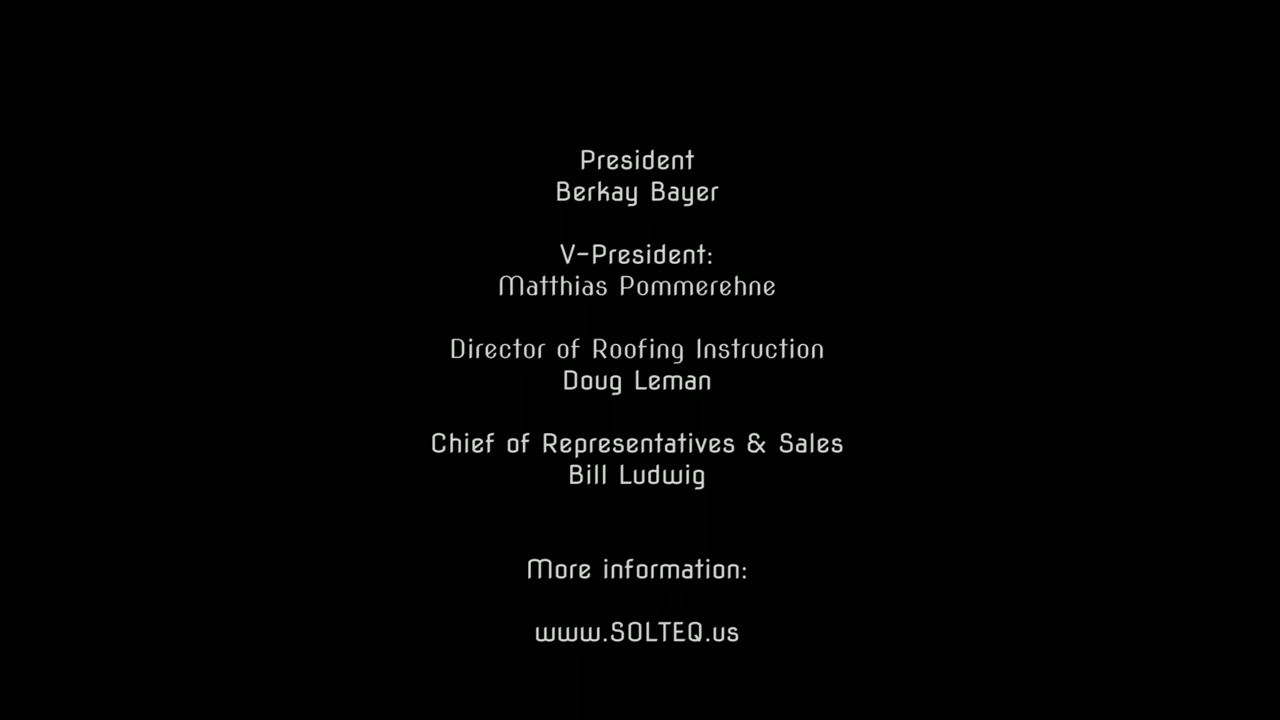 President
Berkay Bayer
V-President:
Matthias Pommerehne
Director of Roofing Instruction
Doug Leman
Chief of Representatives & Sales
Bill Ludwig
More information:
www.SOLTEQ.us